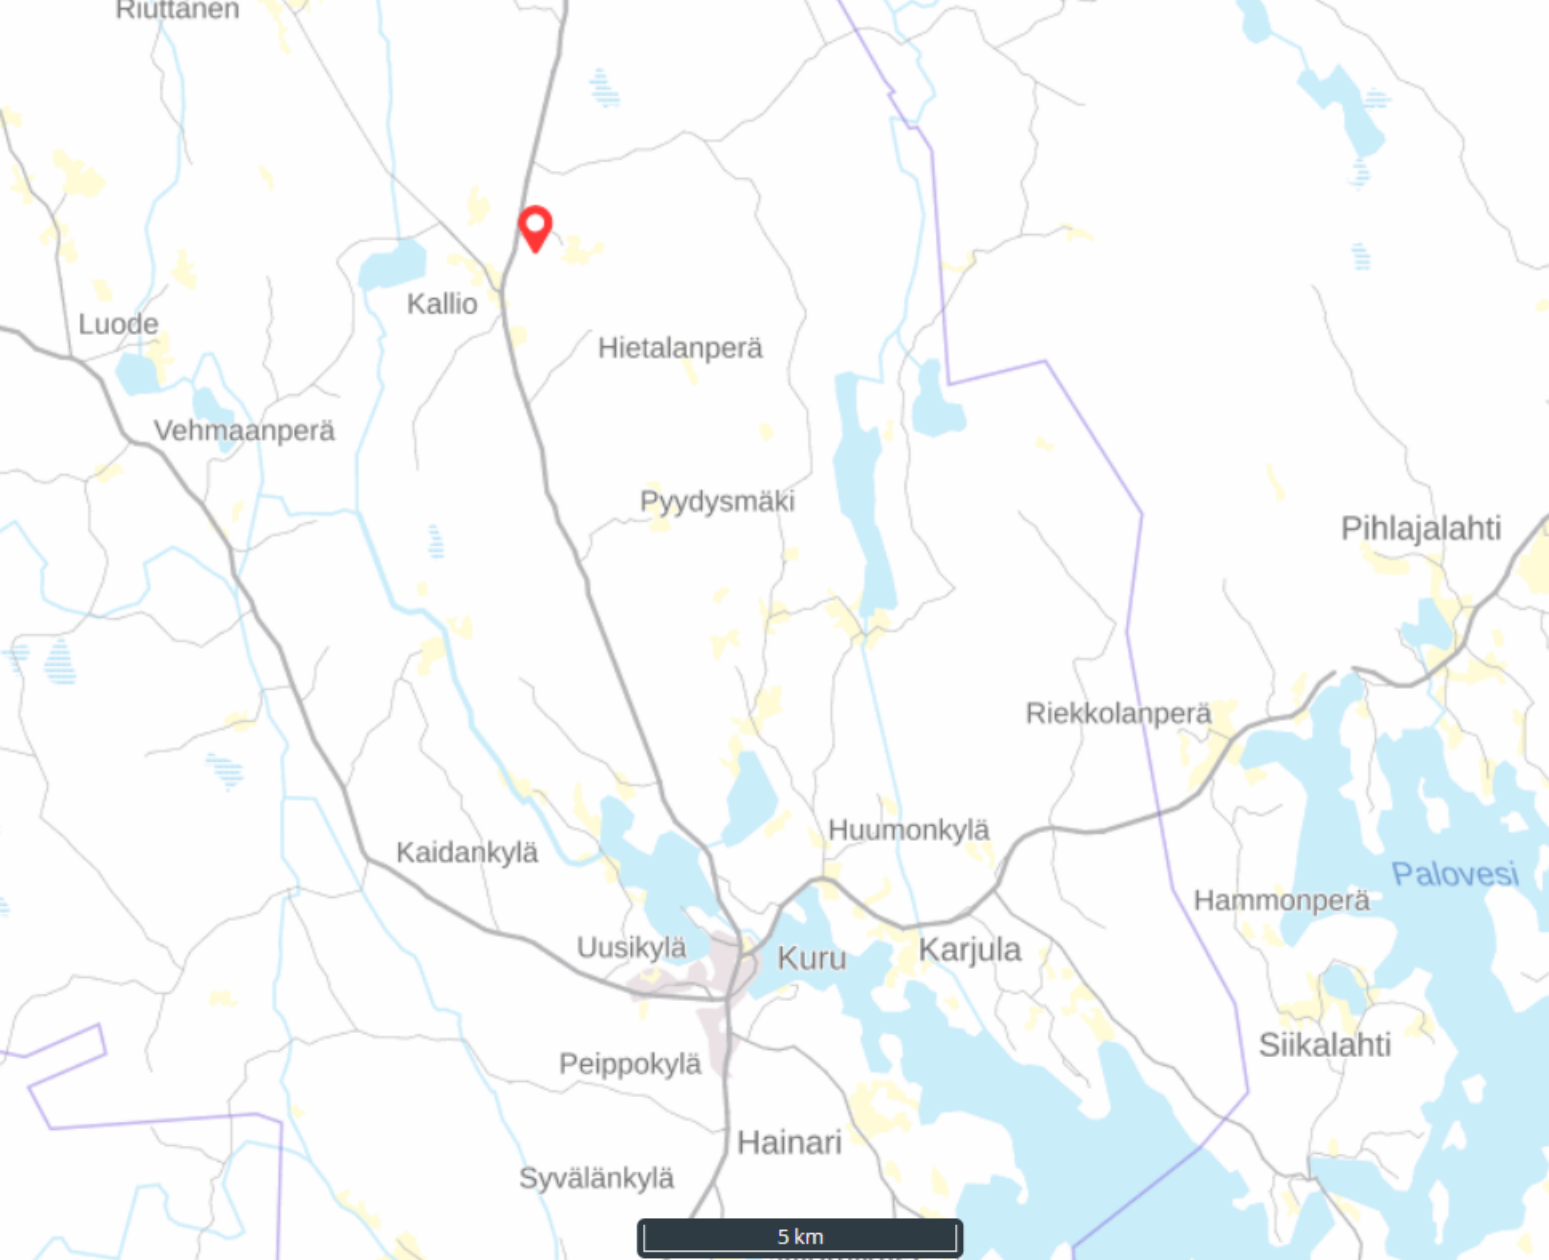 Riuttanen
Kallio
Luode
Hietalanperä
Vehmaanperä
Pyydysmäki
Pihlajalahti
Riekkolanperä
Huumonkylä
Kaidankylä
Palovesi
Hammonperä
Uusikylä
Kuru
Karjula
Siikalahti
Peippokylä
Hainari
Syvälänkylä
5 km